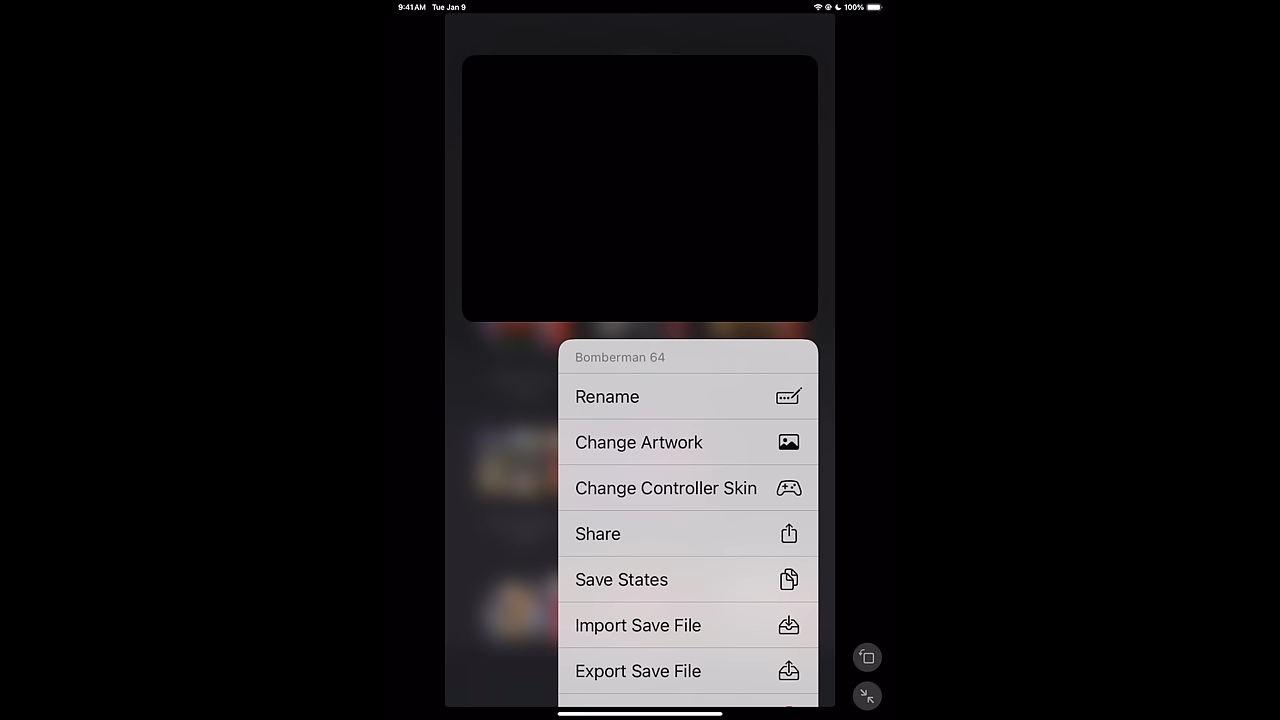 9:41 AM Tue Jan 9
100%
Bomberman 64
Rename
Change Artwork
Change Controller Skin
Share
Save States
Import Save File
Export Save File